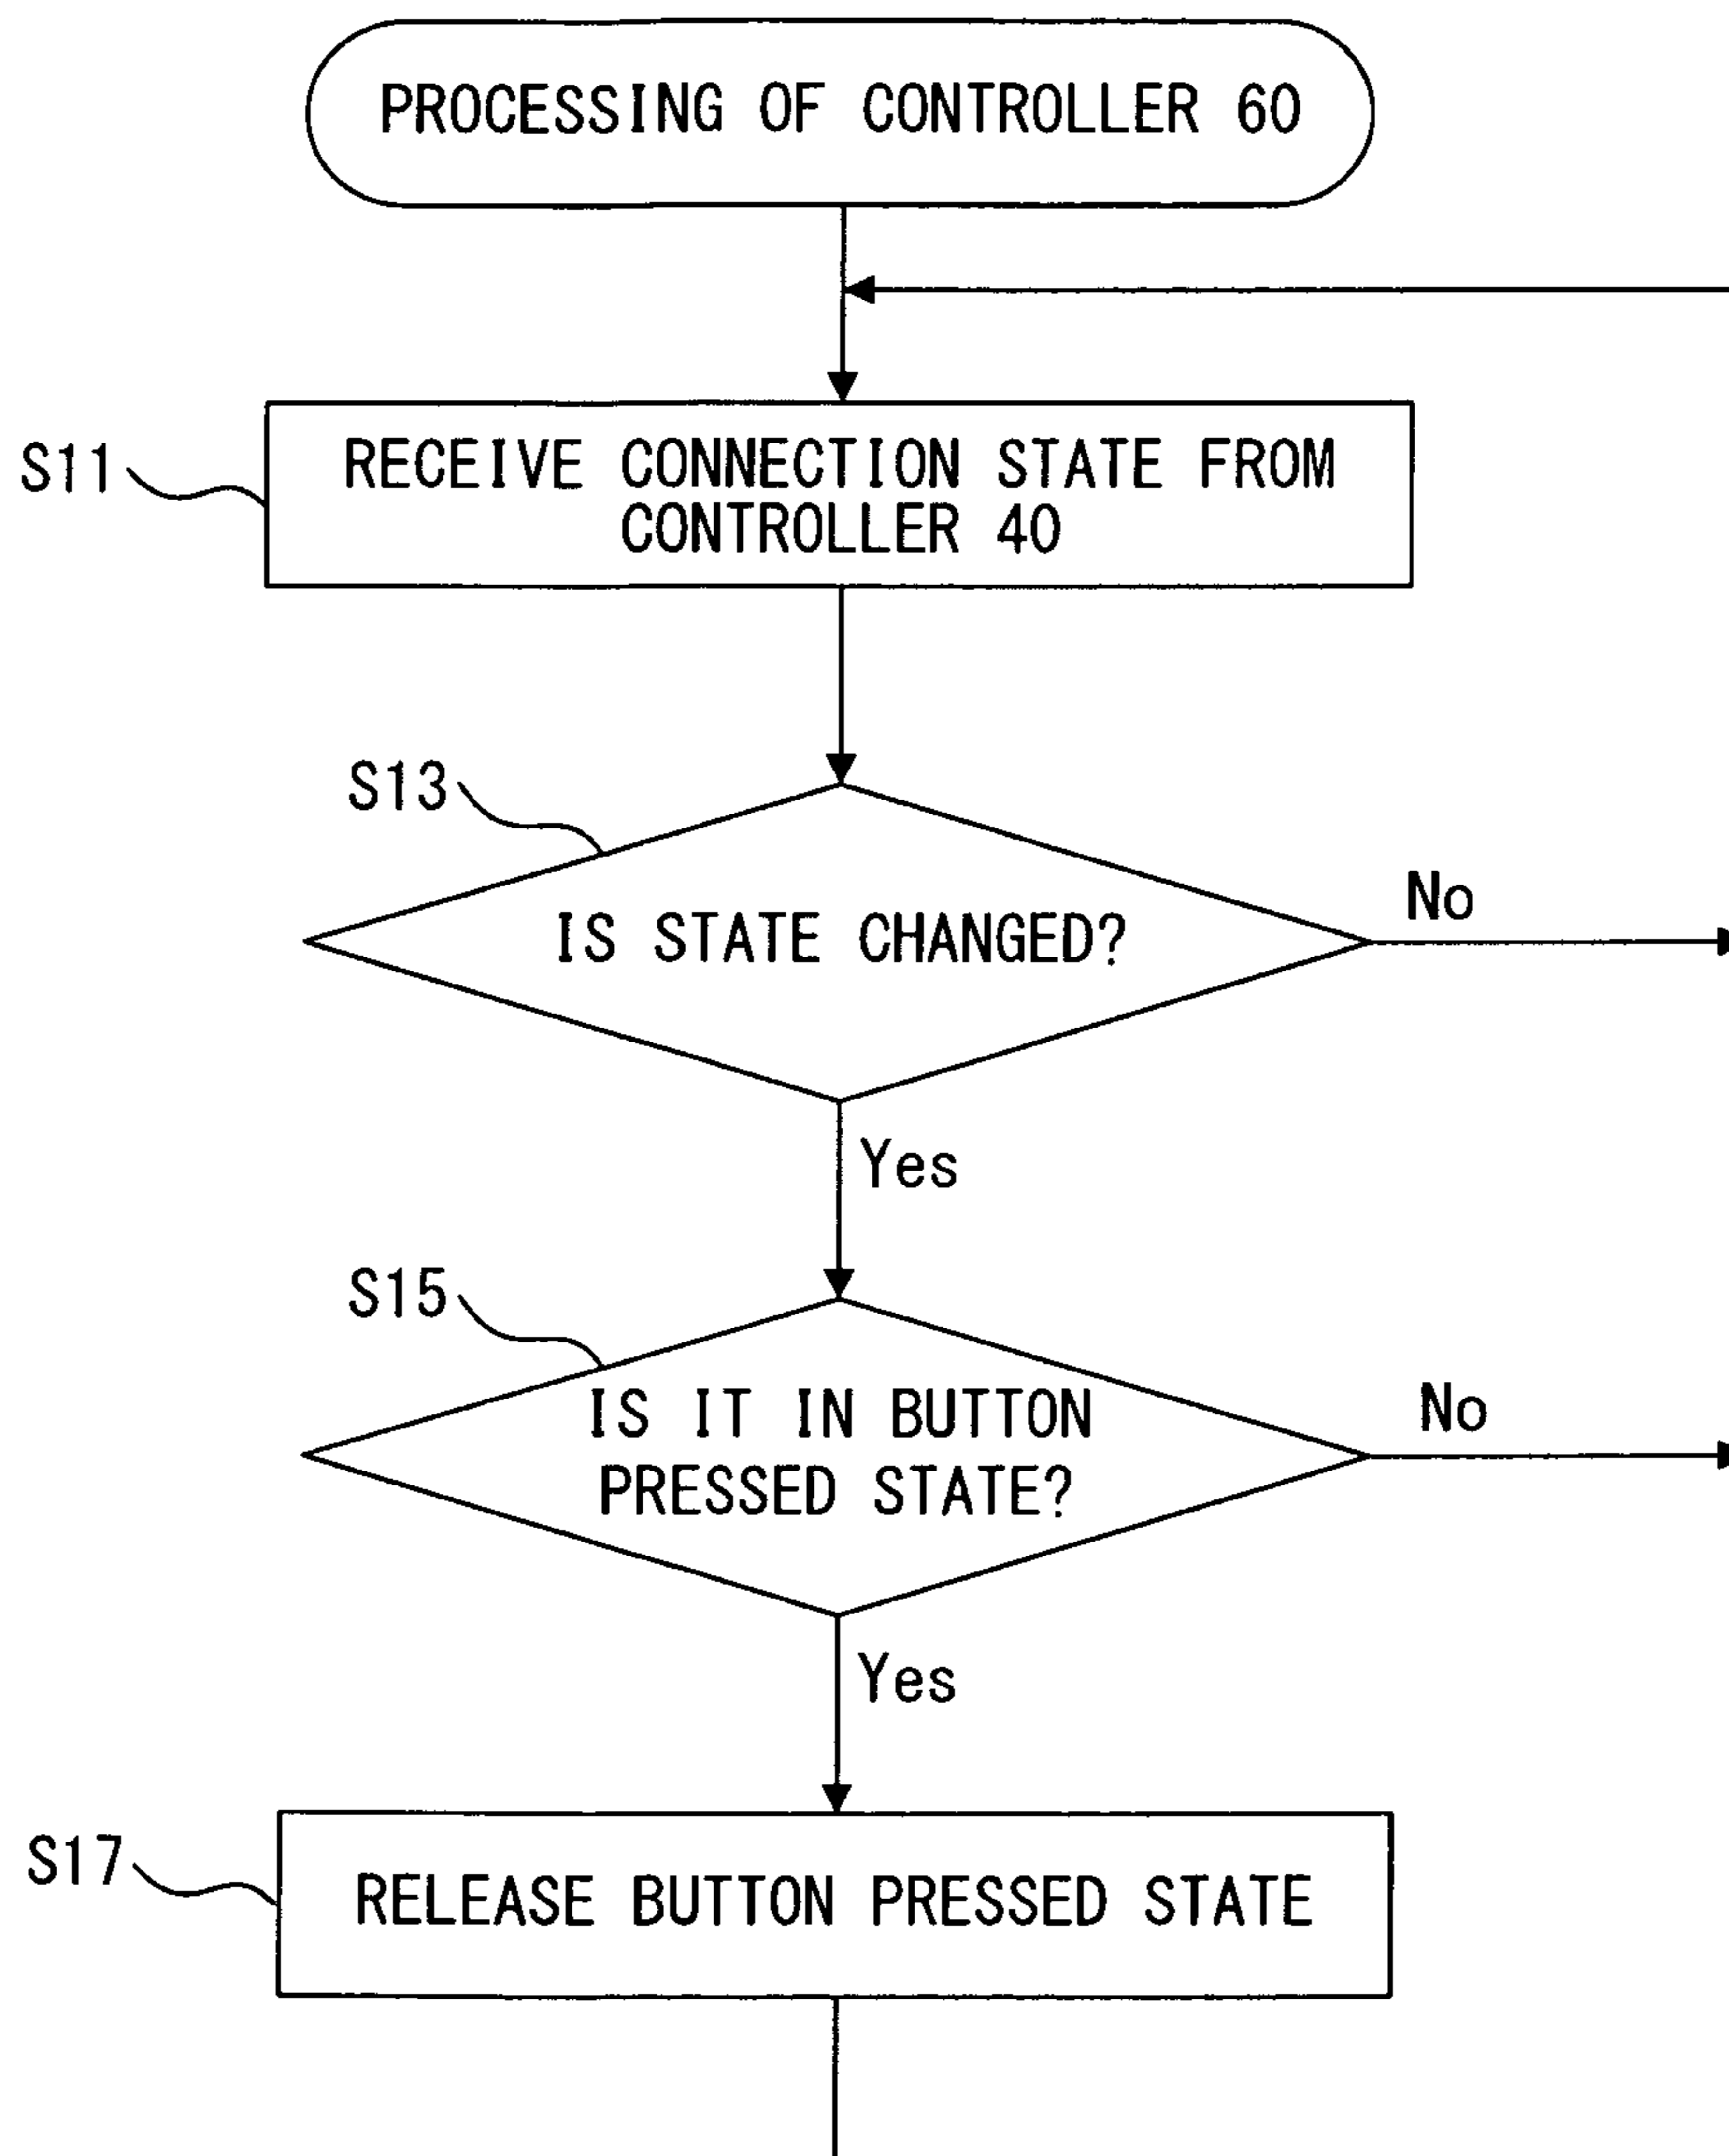 PROCESSING OF CONTROLLER 60
S11
RECEIVE CONNECTION STATE FROM
CONTROLLER 40
S13
IS STATE CHANGED?
No
Yes
S15
IS IT IN BUTTON
PRESSED STATE?
No
Yes
S17
RELEASE BUTTON PRESSED STATE